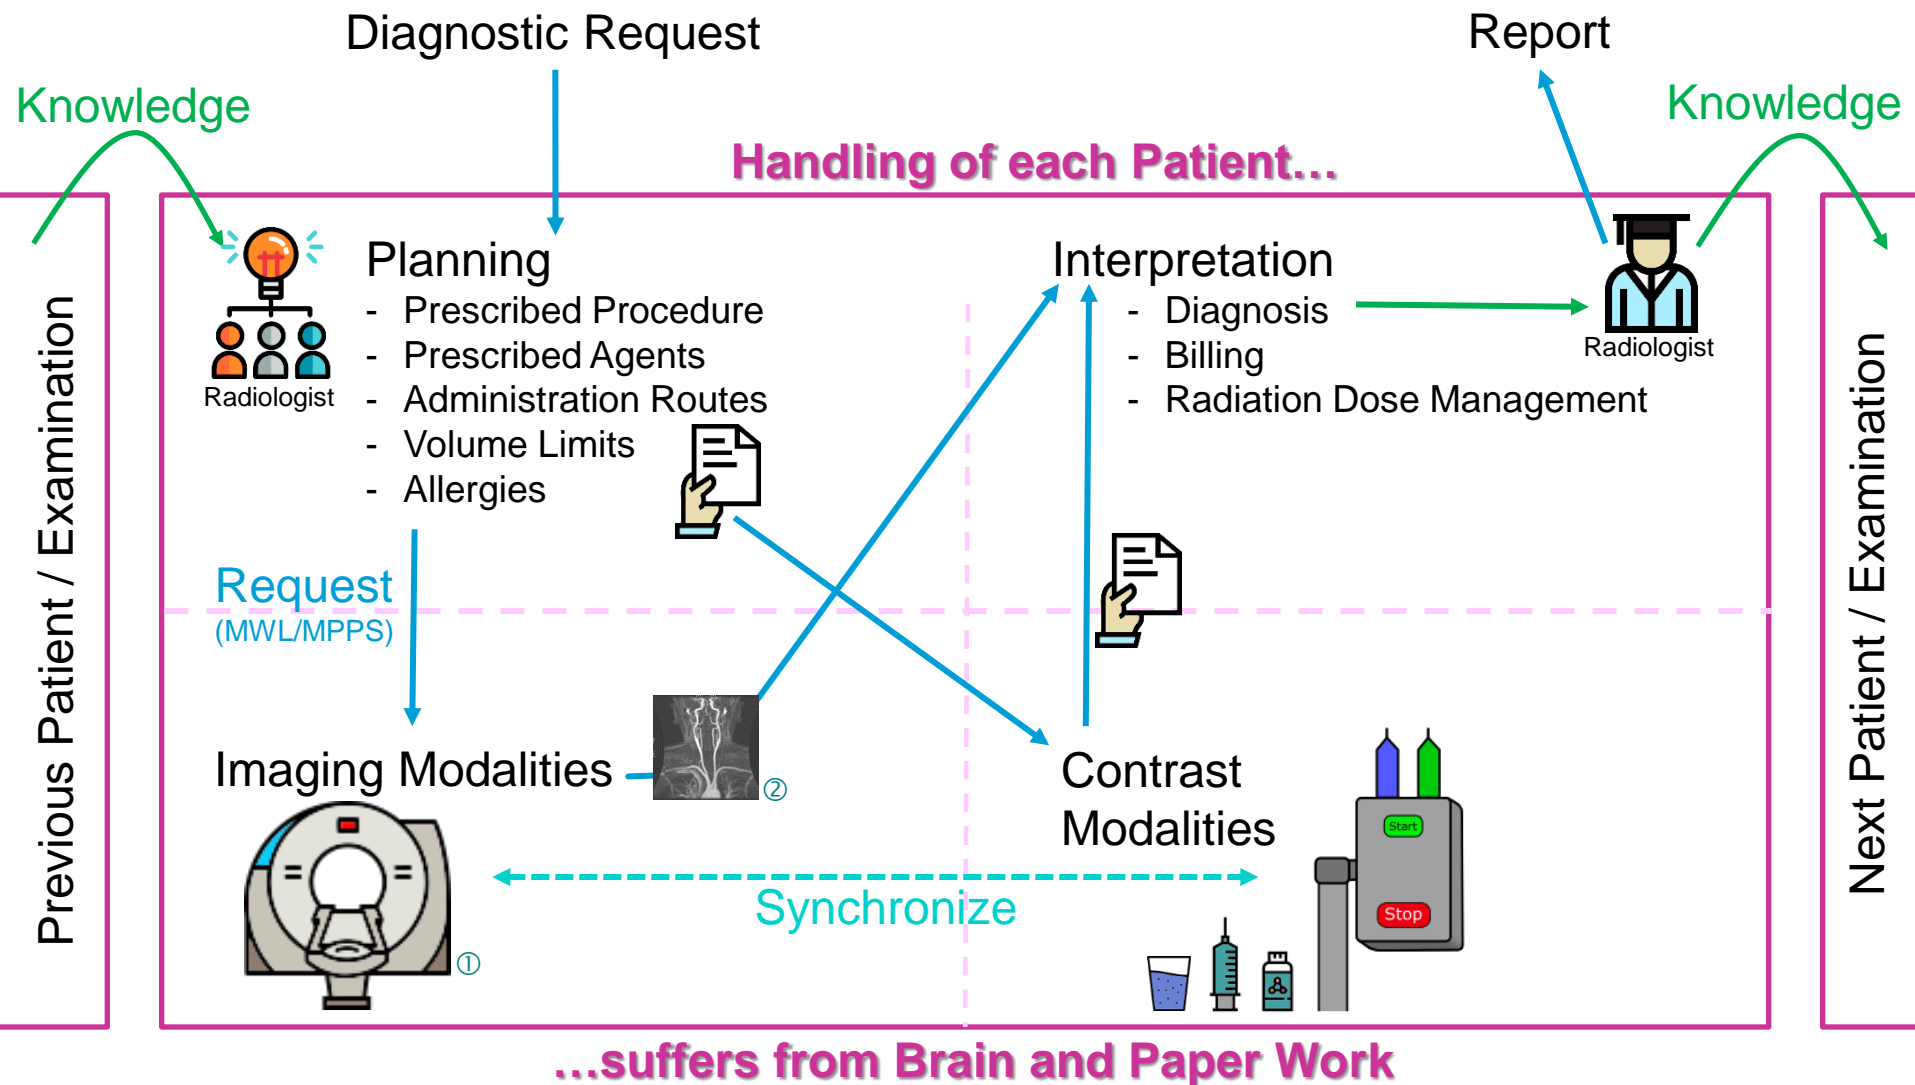 Diagnostic Request
Report
Knowledge
Knowledge
Handling of each Patient...
Previous Patient / Examination
Radiologist
Planning
- Prescribed Procedure
- Prescribed Agents
- Administration Routes
- Volume Limits
- Allergies
Interpretation
- Diagnosis
- Billing
- Radiation Dose Management
Radiologist
Next Patient / Examination
Request
(MWL/MPPS)
Imaging Modalities
②
①
Contrast
Modalities
Start
Stop
Synchronize
...suffers from Brain and Paper Work